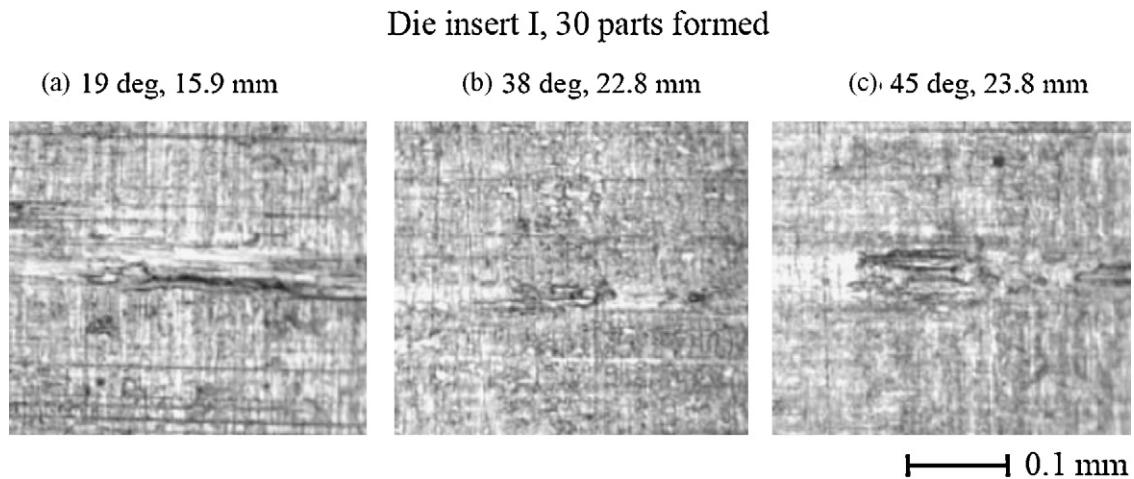 Die insert I, 30 parts formed
(a) 19 deg, 15.9 mm
(b) 38 deg, 22.8 mm
(c). 45 deg, 23.8 mm
0.1 mm